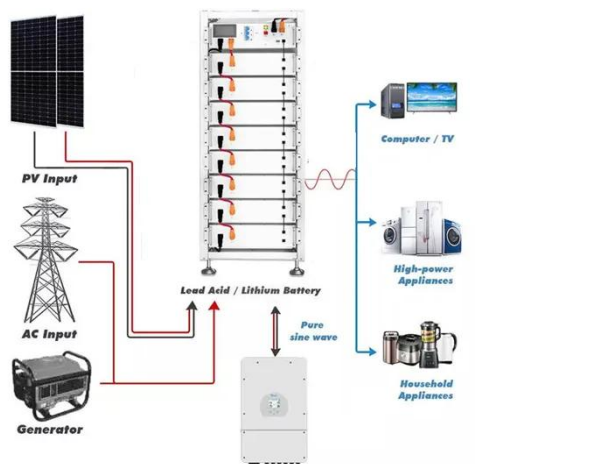 PV Input
AC Input
Generator
Lead Acid / Lithium Battery
Pure
sine wave
Computer / TV
High-power
Appliances
Household
Appliances